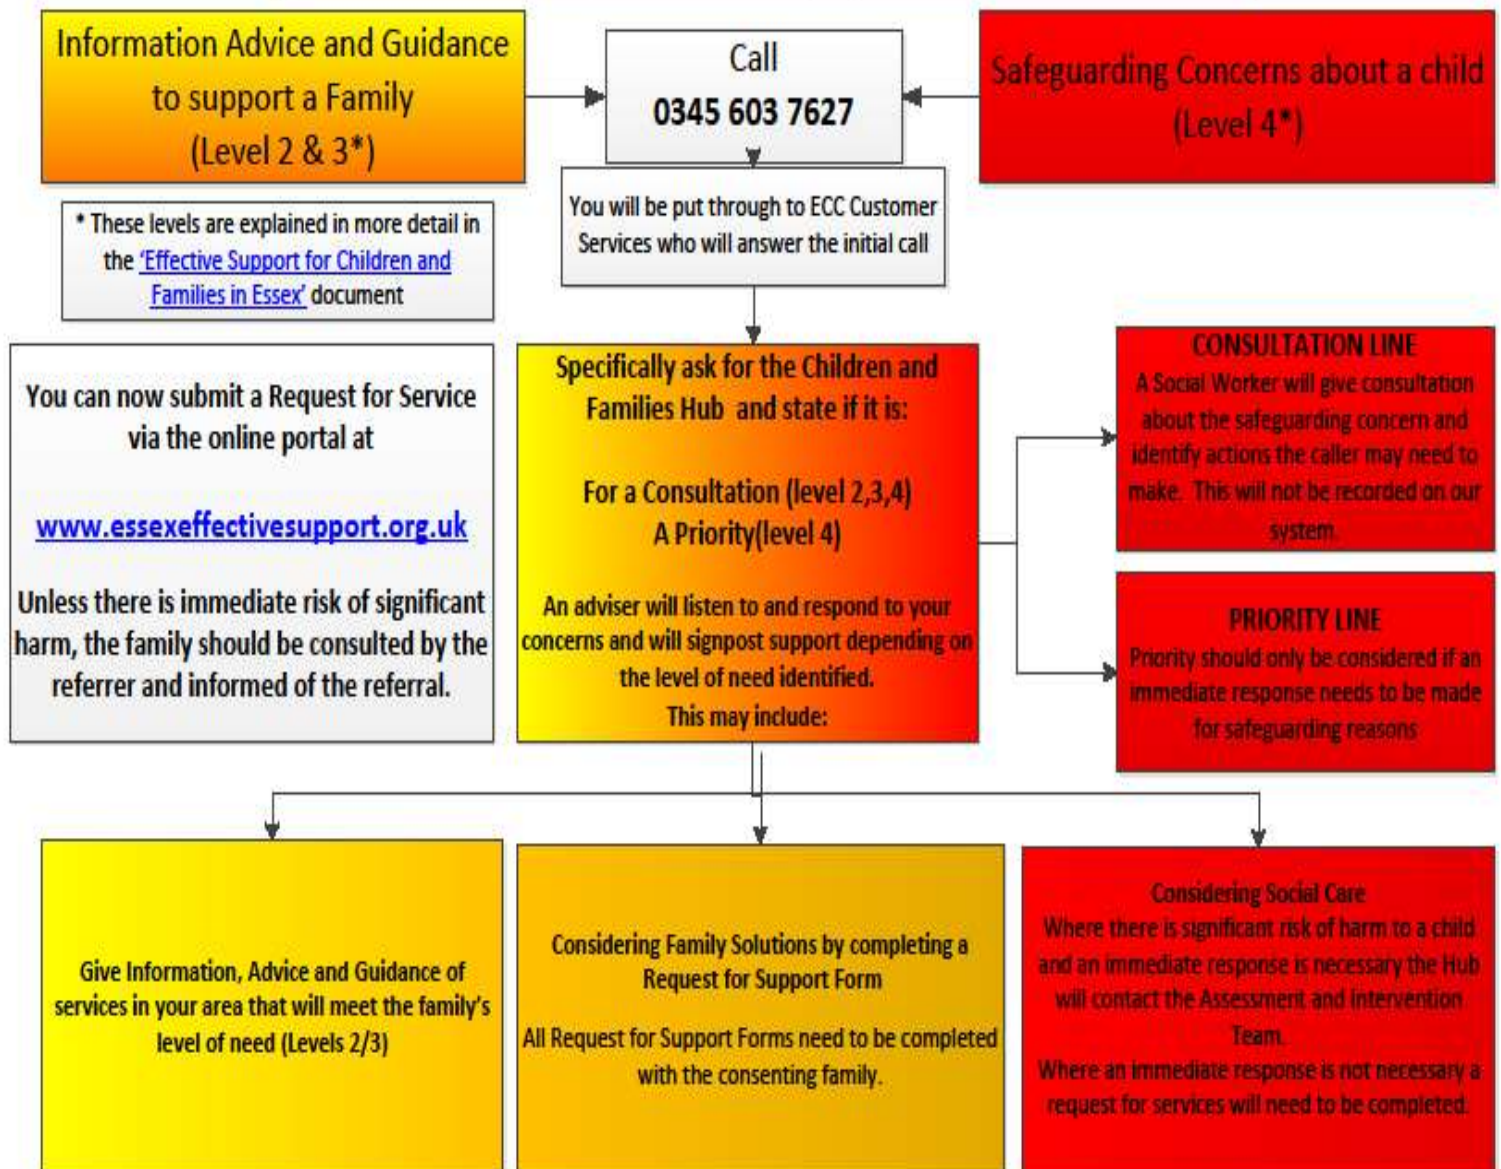 Information Advice and Guidance
to support a Family
(Level 2 & 3*)
Call
0345 603 7627
Safeguarding Concerns about a child
(Level 4*)
* These levels are explained in more detail in
the 'Effective Support for Children and
Families in Essex' document
You will be put through to ECC Customer
Services who will answer the initial call
You can now submit a Request for Service
via the online portal at
www.essexeffectivesupport.org.uk
Unless there is immediate risk of significant
harm, the family should be consulted by the
referrer and informed of the referral.
Specifically ask for the Children and
Families Hub and state if it is:
For a Consultation (level 2,3,4)
A Priority(level 4)
An adviser will listen to and respond to your
concerns and will signpost support depending on
the level of need identified.
This may include:
CONSULTATION LINE
A Social Worker will give consultation
about the safeguarding concern and
identify actions the caller may need to
make. This will not be recorded on our
system.
PRIORITY LINE
Priority should only be considered if an
immediate response needs to be made
for safeguarding reasons
Give Information, Advice and Guidance of
services in your area that will meet the family's
level of need (Levels 2/3)
Considering Family Solutions by completing a
Request for Support Form
All Request for Support Forms need to be completed
with the consenting family.
Considering Social Care
Where there is significant risk of harm to a child
and an immediate response is necessary the Hub
will contact the Assessment and Intervention
Team.
Where an immediate response is not necessary a
request for services will need to be completed.